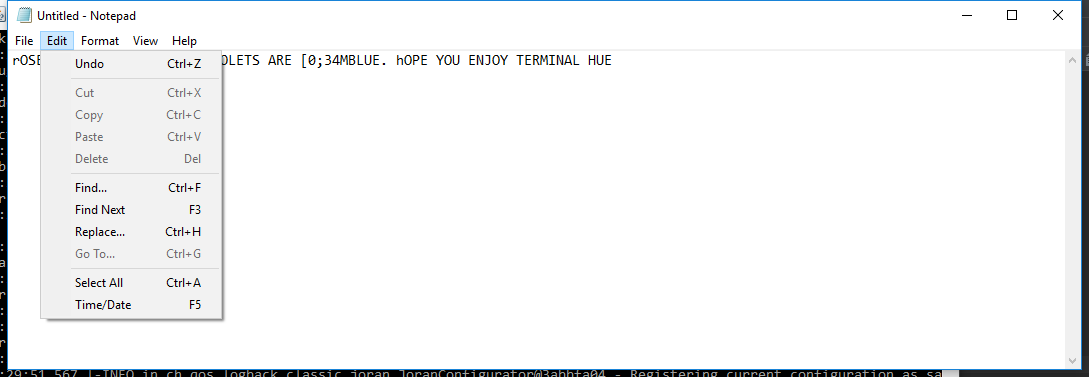 Untitled - Notepad
File Edit Format View Help
rOSE OLETS ARE [0;34MBLUE. hOPE YOU ENJOY TERMINAL HUE
Undo Ctrl+Z
Cut Ctrl+X
Copy Ctrl+C
Paste Ctrl+V
Delete Del
Find... Ctrl+F
Find Next F3
Replace... Ctrl+H
Go To... Ctrl+G
Select All Ctrl+A
Time/Date F5
:29:51,567 |-INFO in ch.qos.logback.classic.joran.JoranConfigurator@3abbfa04 - Registering current configuration as sa